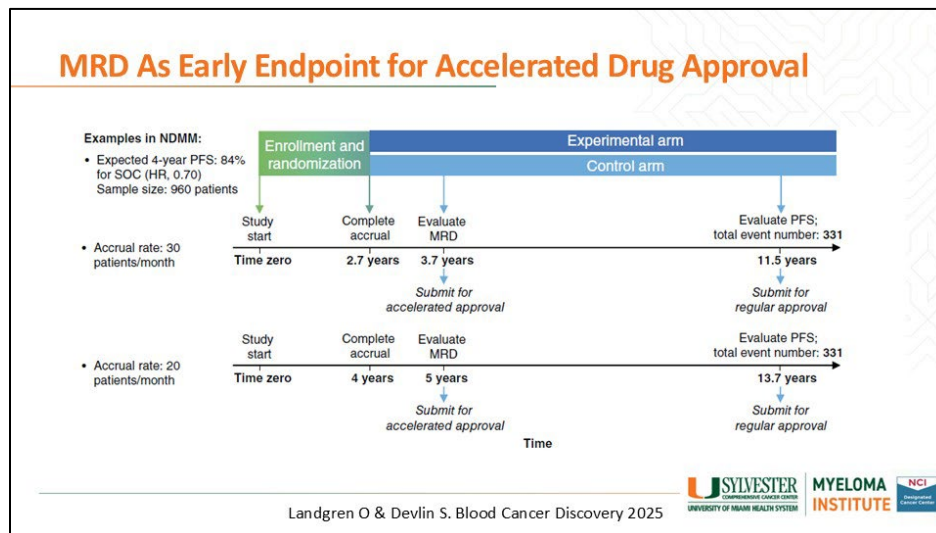 MRD As Early Endpoint for Accelerated Drug Approval
Examples in NDMM:
• Expected 4-year PFS: 84%
for SOC (HR, 0.70)
Sample size: 960 patients
Enrollment and
randomization
Experimental arm
Control arm
• Accrual rate: 30
patients/month
Study
start
Complete
accrual
Evaluate
MRD
Evaluate PFS;
total event number: 331
Time zero
2.7 years
3.7 years
11.5 years
Submit for
accelerated approval
Submit for
regular approval
• Accrual rate: 20
patients/month
Study
start
Complete
accrual
Evaluate
MRD
Evaluate PFS;
total event number: 331
Time zero
4 years
5 years
13.7 years
Submit for
accelerated approval
Submit for
regular approval
Time
Landgren O & Devlin S. Blood Cancer Discovery 2025
SYLVESTER
COMPREHENSIVE CANCER CENTER
UNIVERSITY OF MIAMI HEALTH SYSTEM
MYELOMA
INSTITUTE
NCI
Designated
Cancer Center